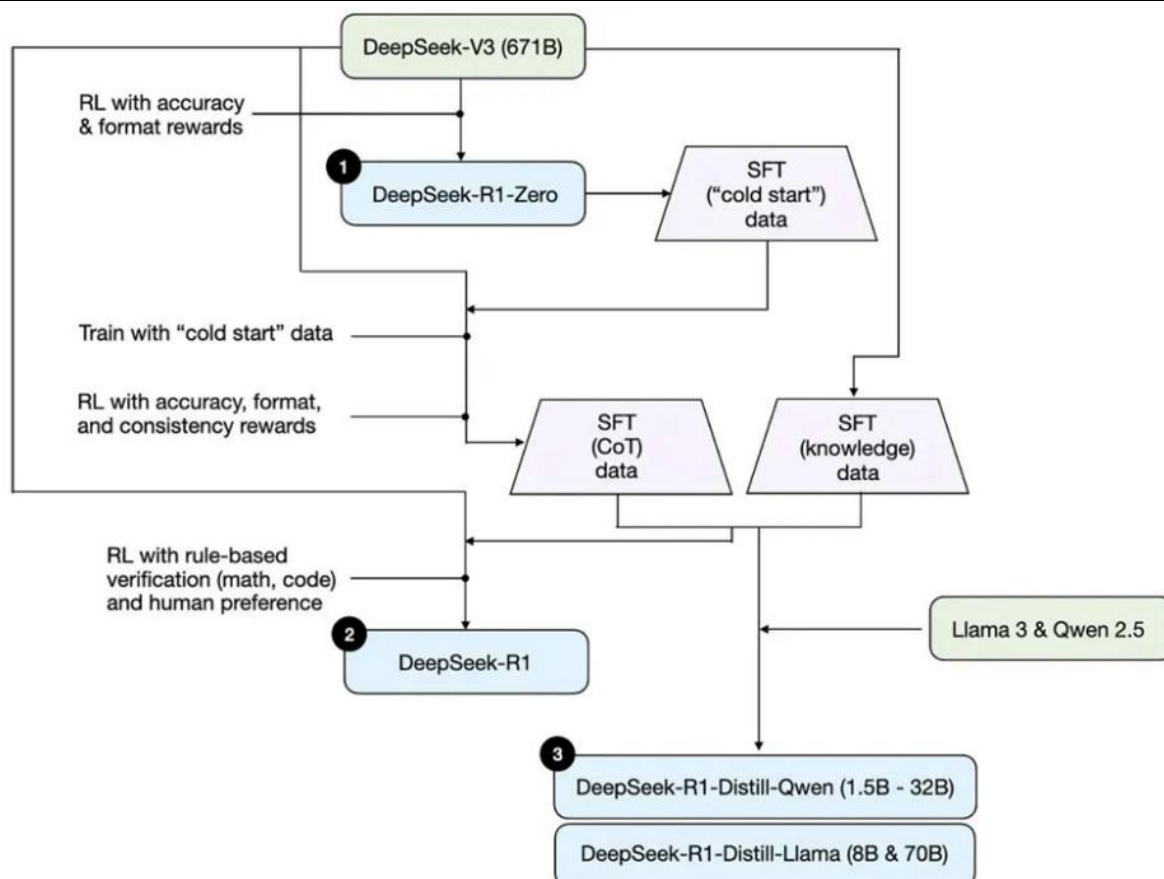 DeepSeek-V3 (671B)
RL with accuracy
& format rewards
1
DeepSeek-R1-Zero
SFT
(“cold start”)
data
Train with “cold start” data
RL with accuracy, format,
and consistency rewards
SFT
(CoT)
data
SFT
(knowledge)
data
RL with rule-based
verification (math, code)
and human preference
2
DeepSeek-R1
Llama 3 & Qwen 2.5
3
DeepSeek-R1-Distill-Qwen (1.5B - 32B)
DeepSeek-R1-Distill-Llama (8B & 70B)